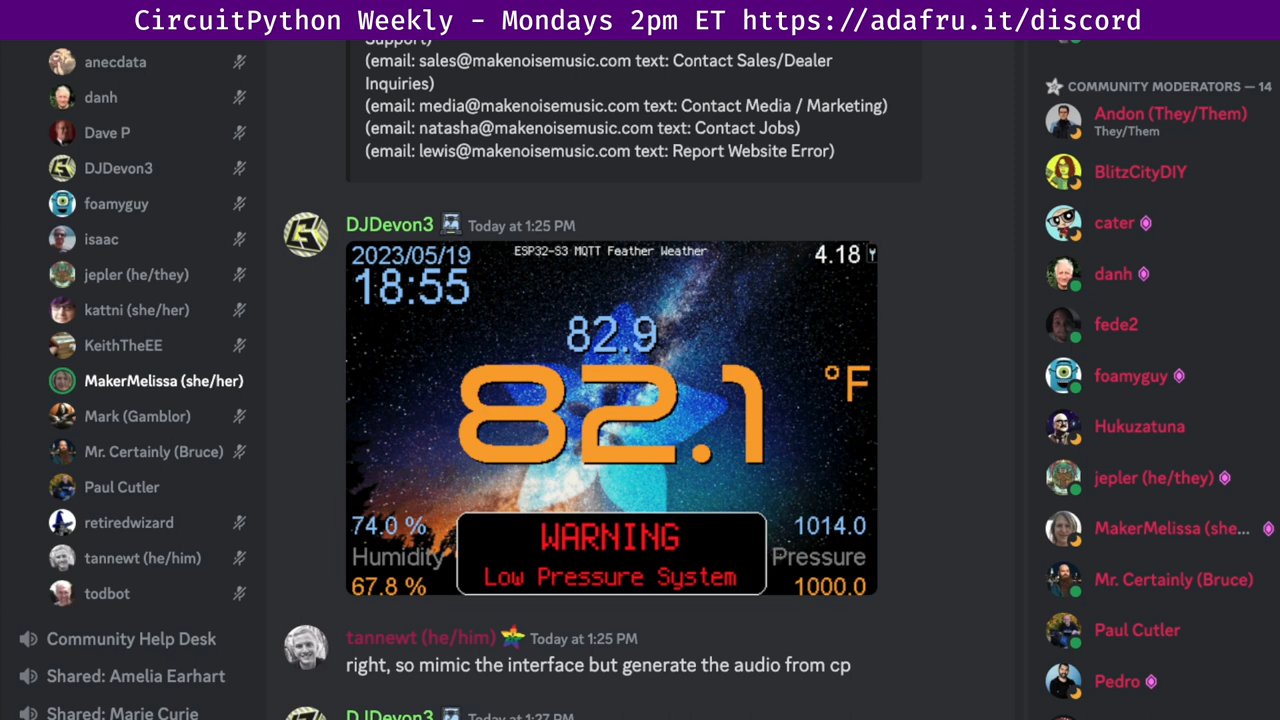 CircuitPython Weekly - Mondays 2pm ET https://adafru.it/discord
anecdata
danh
Dave P
DJDevon3
foamyguy
isaac
jepler (he/they)
kattni (she/her)
KeithTheEE
MakerMelissa (she/her)
Mark (Gamblor)
Mr. Certainly (Bruce)
Paul Cutler
retiredwizard
tannewt (he/him)
todbot
Community Help Desk
Shared: Amelia Earhart
Shared: Marie Curie
Support)
(email: sales@makenoisemusic.com text: Contact Sales/Dealer
Inquiries)
(email: media@makenoisemusic.com text: Contact Media / Marketing)
(email: natasha@makenoisemusic.com text: Contact Jobs)
(email: lewis@makenoisemusic.com text: Report Website Error)
DJDevon3 Today at 1:25 PM
2023/05/19 ESP32-S3 MQTT Feather Weather 4.18
18:55
82.9
82.1 °F
74.0 % WARNING 1014.0
Humidity Pressure
67.8 % Low Pressure System 1000.0
tannewt (he/him) Today at 1:25 PM
right, so mimic the interface but generate the audio from cp
DJDevon3 Today at 1:27 PM
COMMUNITY MODERATORS — 14
Andon (They/Them)
They/Them
BlitzCityDIY
cater
danh
fede2
foamyguy
Hukuzatuna
jepler (he/they)
MakerMelissa (she...
Mr. Certainly (Bruce)
Paul Cutler
Pedro